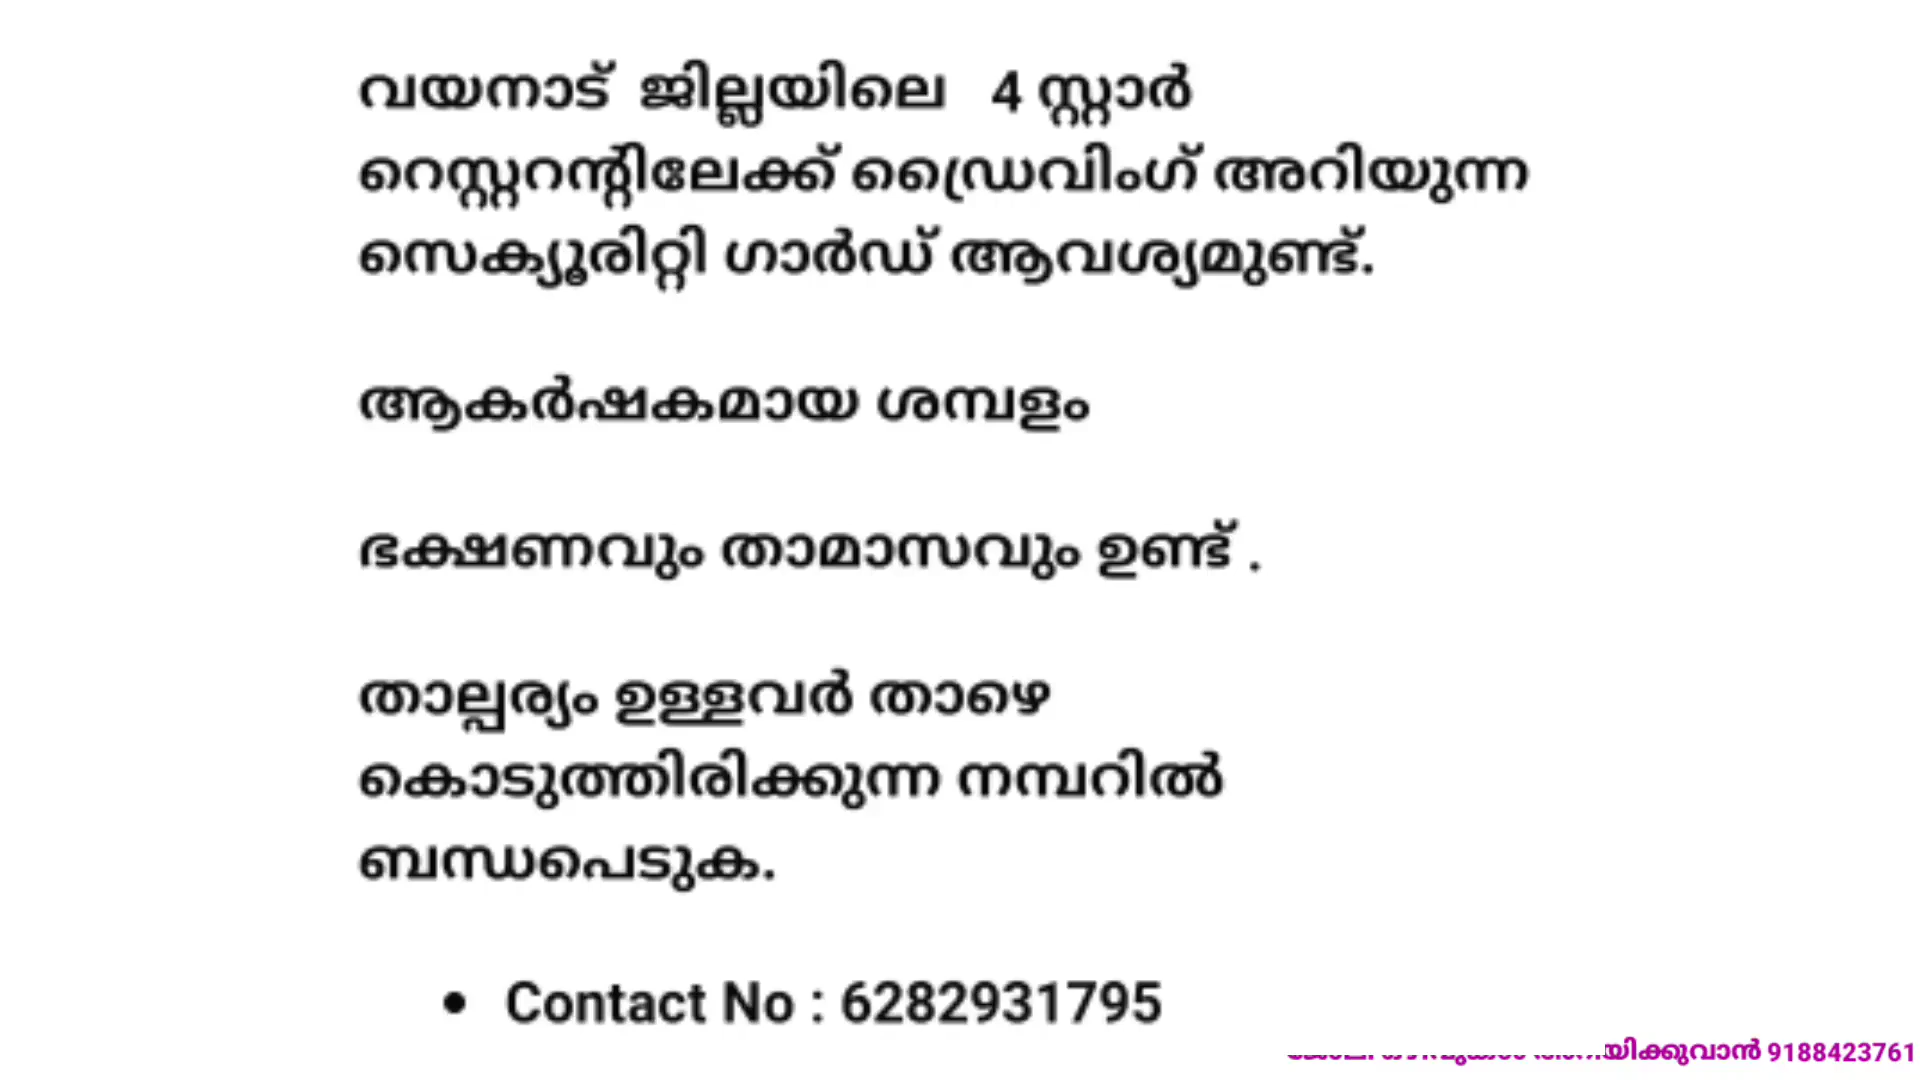 വയനാട് ജില്ലയിലെ 4 സ്റ്റാർ
റെസ്റ്ററന്റിലേക്ക് ഡ്രൈവിംഗ് അറിയുന്ന
സെക്യൂരിറ്റി ഗാർഡ് ആവശ്യമുണ്ട്.
ആകർഷകമായ ശമ്പളം
ഭക്ഷണവും താമാസവും ഉണ്ട് .
താല്പര്യം ഉള്ളവർ താഴെ
കൊടുത്തിരിക്കുന്ന നമ്പറിൽ
ബന്ധപെടുക.
• Contact No : 6282931795
യിക്കുവാൻ 9188423761